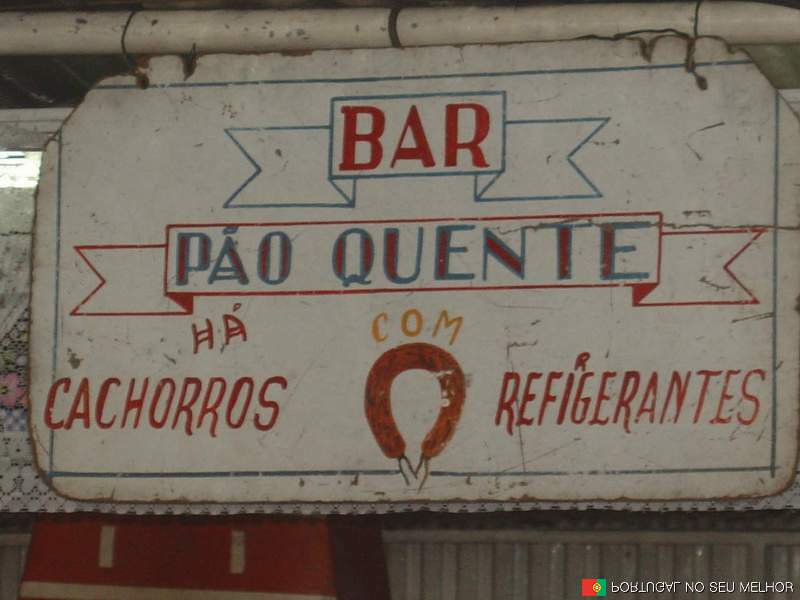 BAR
PÃO QUENTE
HÁ COM
CACHORROS REFRIGERANTES
PORTUGAL NO SEU MELHOR